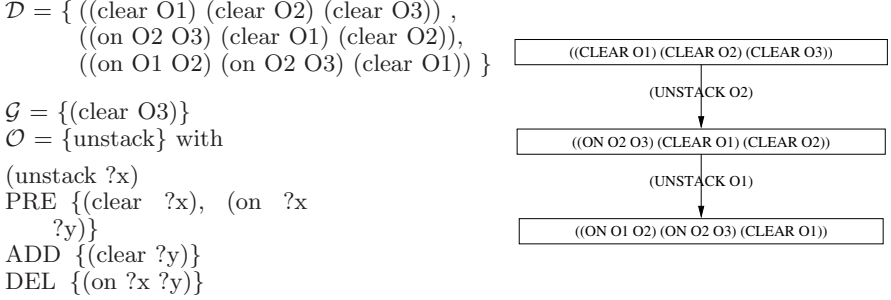 𝒟 = { ((clear O1) (clear O2) (clear O3)) ,
((on O2 O3) (clear O1) (clear O2)),
((on O1 O2) (on O2 O3) (clear O1)) }
𝒢 = {(clear O3)}
𝒪 = {unstack} with
(unstack ?x)
PRE {(clear ?x), (on ?x
?y)}
ADD {(clear ?y)}
DEL {(on ?x ?y)}
((CLEAR O1) (CLEAR O2) (CLEAR O3))
(UNSTACK O2)
((ON O2 O3) (CLEAR O1) (CLEAR O2))
(UNSTACK O1)
((ON O1 O2) (ON O2 O3) (CLEAR O1))